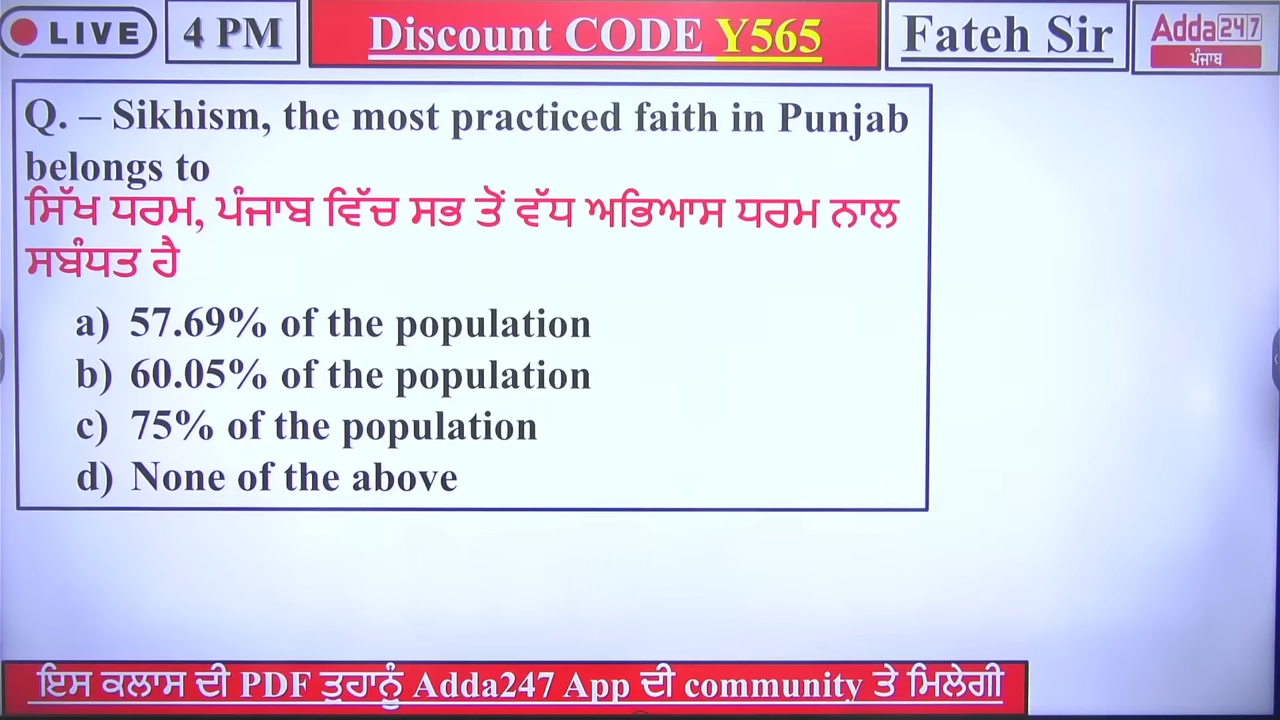 LIVE
4 PM
Discount CODE Y565
Fateh Sir
Adda247
ਪੰਜਾਬ
Q. – Sikhism, the most practiced faith in Punjab
belongs to
ਸਿੱਖ ਧਰਮ, ਪੰਜਾਬ ਵਿੱਚ ਸਭ ਤੋਂ ਵੱਧ ਅਭਿਆਸ ਧਰਮ ਨਾਲ
ਸਬੰਧਤ ਹੈ
a) 57.69% of the population
b) 60.05% of the population
c) 75% of the population
d) None of the above
ਇਸ ਕਲਾਸ ਦੀ PDF ਤੁਹਾਨੂੰ Adda247 App ਦੀ community ਤੇ ਮਿਲੇਗੀ